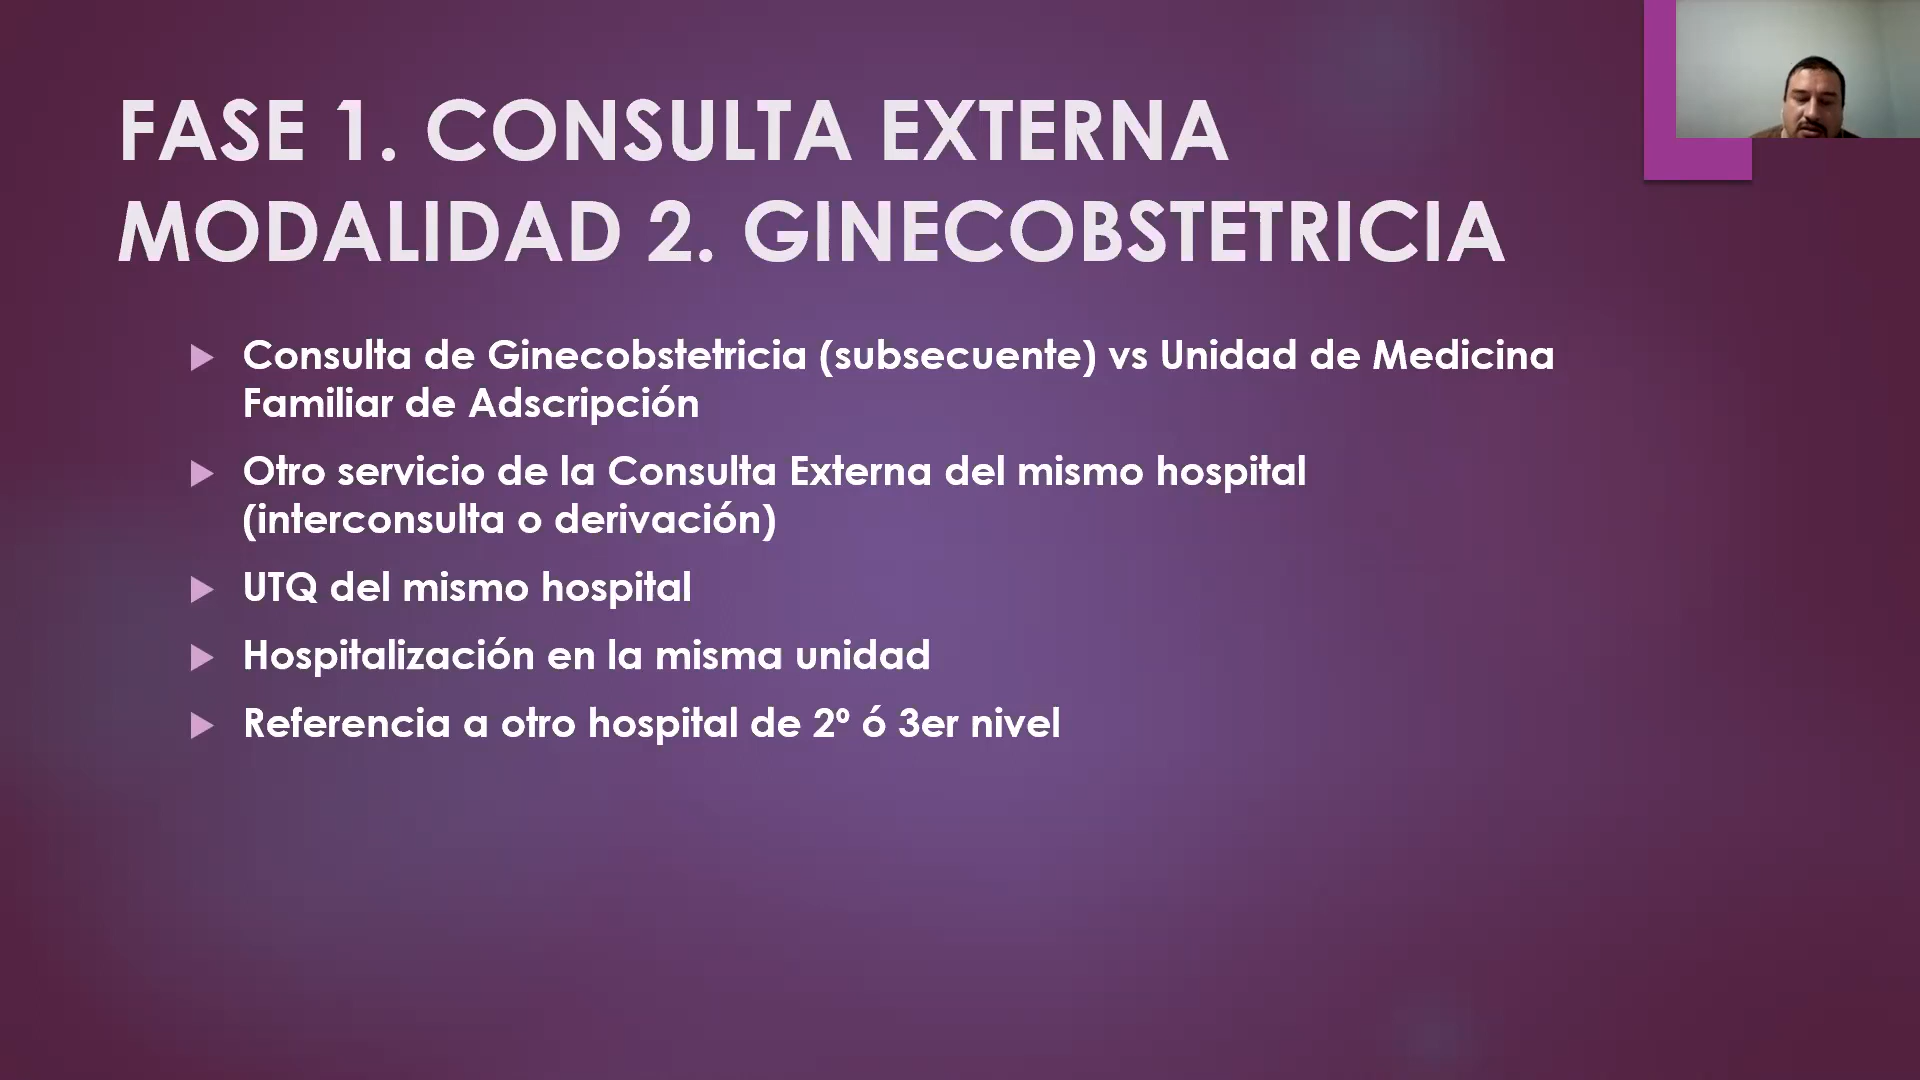 FASE 1. CONSULTA EXTERNA
MODALIDAD 2. GINECOBSTETRICIA
Consulta de Ginecobstetricia (subsecuente) vs Unidad de Medicina
Familiar de Adscripción
Otro servicio de la Consulta Externa del mismo hospital
(interconsulta o derivación)
UTQ del mismo hospital
Hospitalización en la misma unidad
Referencia a otro hospital de 2º ó 3er nivel